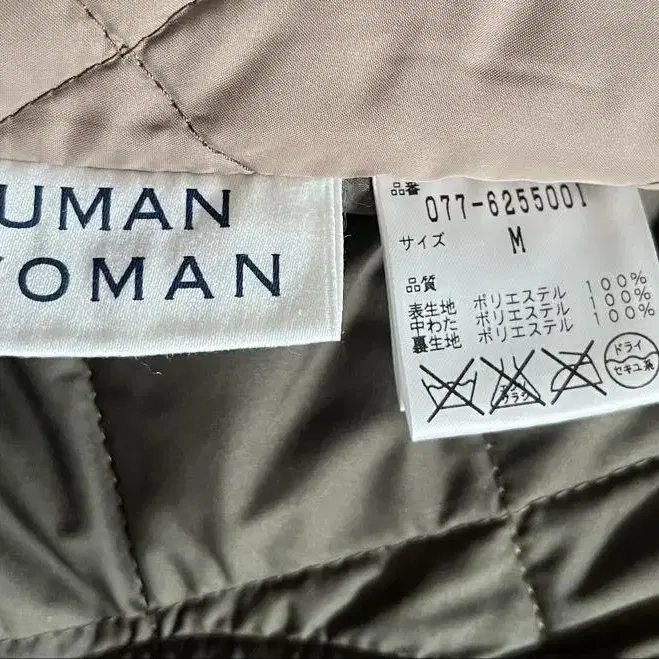 UMAN
OMAN
品番
077-6255001
サイズ
M
品質
表生地 ポリエステル 100%
中わた ポリエステル 100%
裏生地 ポリエステル 100%
ドライ
セキユ系